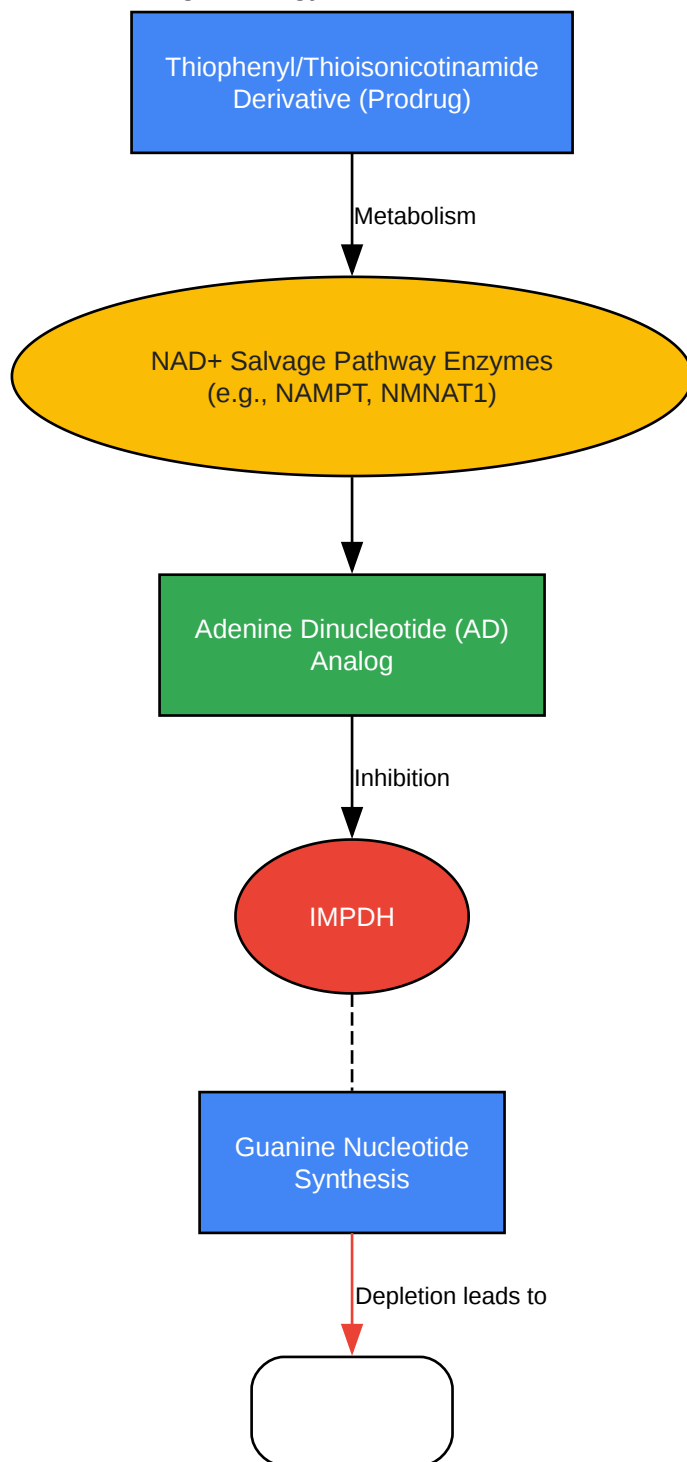 Thiophenyl/Thioisonicotinamide
Derivative (Prodrug)
Metabolism
NAD+ Salvage Pathway Enzymes
(e.g., NAMPT, NMNAT1)
Adenine Dinucleotide (AD)
Analog
Inhibition
IMPDH
Guanine Nucleotide
Synthesis
Depletion leads to